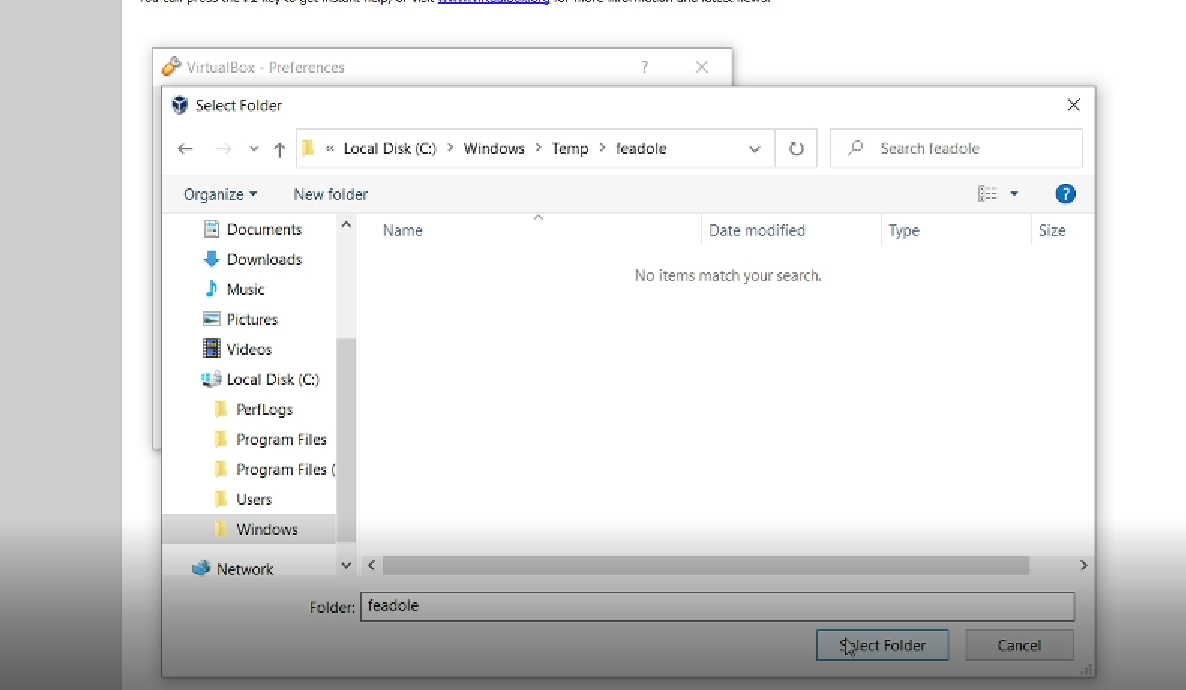 You can press the F1 key to get instant help, or visit www.virtualbox.org for more information and latest news.
VirtualBox - Preferences ?
Select Folder
« Local Disk (C:) > Windows > Temp > feadole
Search feadole
Organize New folder ?
Documents
Downloads
Music
Pictures
Videos
Local Disk (C:)
PerfLogs
Program Files
Program Files (
Users
Windows
Network
Name Date modified Type Size
No items match your search.
Folder: feadole
Select Folder Cancel